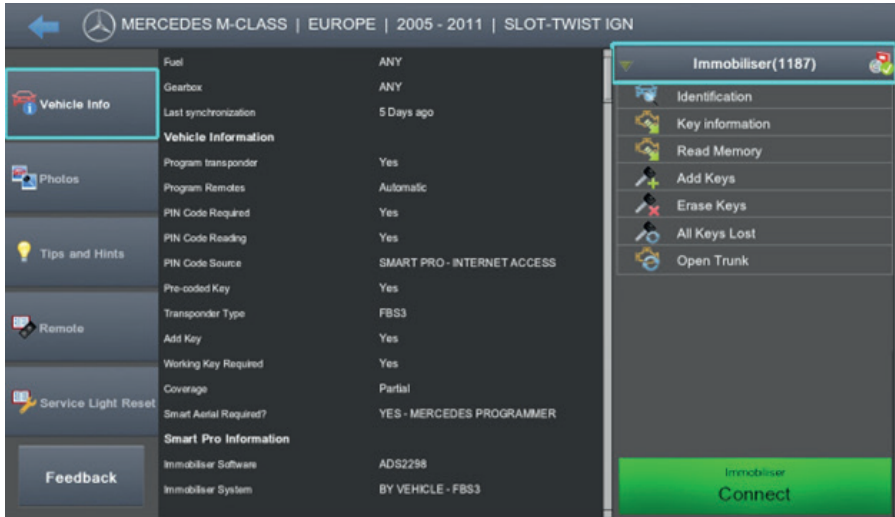 MERCEDES M-CLASS | EUROPE | 2005 - 2011 | SLOT-TWIST IGN
Vehicle Info
Photos
Tips and Hints
Remote
Service Light Reset
Feedback
Fuel ANY
Gearbox ANY
Last synchronization 5 Days ago
Vehicle Information
Program transponder Yes
Program Remotes Automatic
PIN Code Required Yes
PIN Code Reading Yes
PIN Code Source SMART PRO - INTERNET ACCESS
Pre-coded Key Yes
Transponder Type FBS3
Add Key Yes
Working Key Required Yes
Coverage Partial
Smart Aerial Required? YES - MERCEDES PROGRAMMER
Smart Pro Information
Immobiliser Software ADS2298
Immobiliser System BY VEHICLE - FBS3
Immobiliser(1187)
Identification
Key information
Read Memory
Add Keys
Erase Keys
All Keys Lost
Open Trunk
Immobiliser
Connect